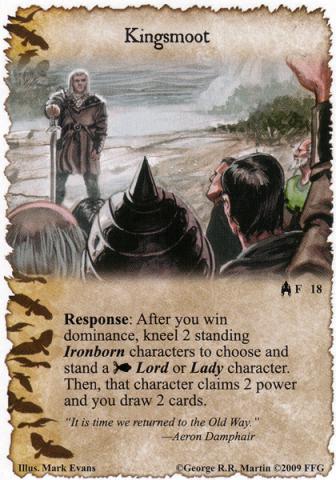 Kingsmoot
F 18
Response: After you win
dominance, kneel 2 standing
Ironborn characters to choose and
stand a Lord or Lady character.
Then, that character claims 2 power
and you draw 2 cards.
"It is time we returned to the Old Way."
—Aeron Damphair
Illus. Mark Evans ©George R.R. Martin ©2009 FFG